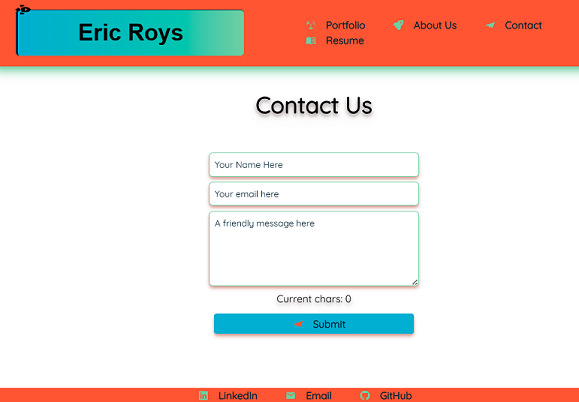 Eric Roys
Portfolio About Us Contact
Resume
Contact Us
Your Name Here
Your email here
A friendly message here
Current chars: 0
Submit
LinkedIn Email GitHub